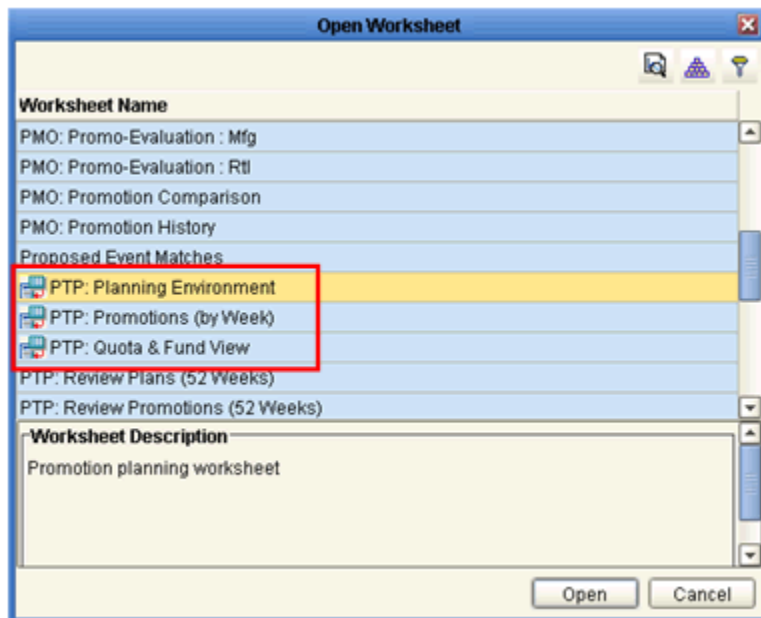 Open Worksheet
Worksheet Name
PMO: Promo-Evaluation : Mfg
PMO: Promo-Evaluation : Rtl
PMO: Promotion Comparison
PMO: Promotion History
Proposed Event Matches
PTP: Planning Environment
PTP: Promotions (by Week)
PTP: Quota & Fund View
PTP: Review Plans (52 Weeks)
PTP: Review Promotions (52 Weeks)
Worksheet Description
Promotion planning worksheet
Open Cancel